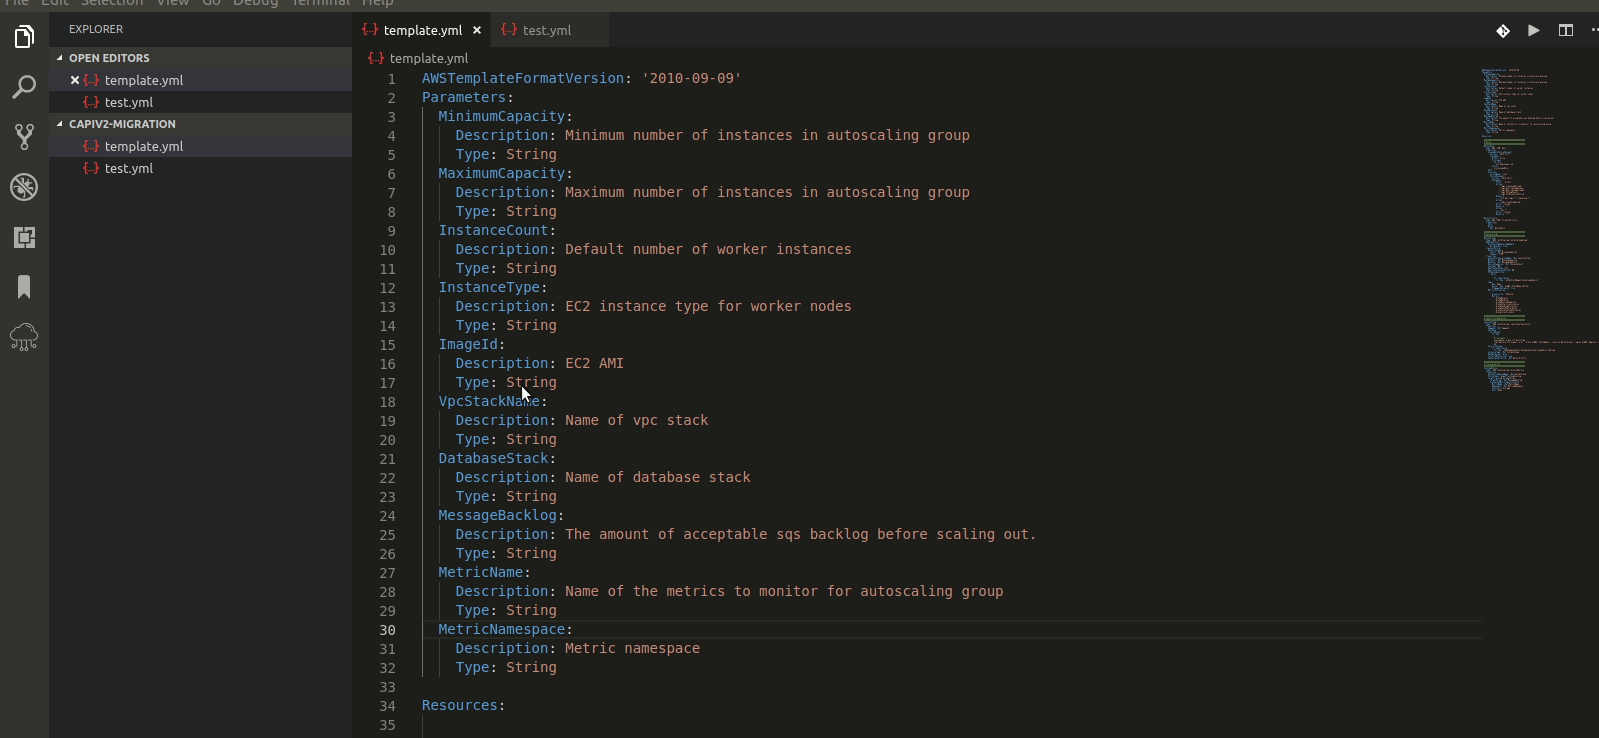 File Edit Selection View Go Debug Terminal Help
EXPLORER
OPEN EDITORS
template.yml
test.yml
CAPIV2-MIGRATION
template.yml
test.yml
template.yml
test.yml
template.yml
1 AWSTemplateFormatVersion: '2010-09-09'
2 Parameters:
3 MinimumCapacity:
4 Description: Minimum number of instances in autoscaling group
5 Type: String
6 MaximumCapacity:
7 Description: Maximum number of instances in autoscaling group
8 Type: String
9 InstanceCount:
10 Description: Default number of worker instances
11 Type: String
12 InstanceType:
13 Description: EC2 instance type for worker nodes
14 Type: String
15 ImageId:
16 Description: EC2 AMI
17 Type: String
18 VpcStackName:
19 Description: Name of vpc stack
20 Type: String
21 DatabaseStack:
22 Description: Name of database stack
23 Type: String
24 MessageBacklog:
25 Description: The amount of acceptable sqs backlog before scaling out.
26 Type: String
27 MetricName:
28 Description: Name of the metrics to monitor for autoscaling group
29 Type: String
30 MetricNamespace:
31 Description: Metric namespace
32 Type: String
33
34 Resources:
35